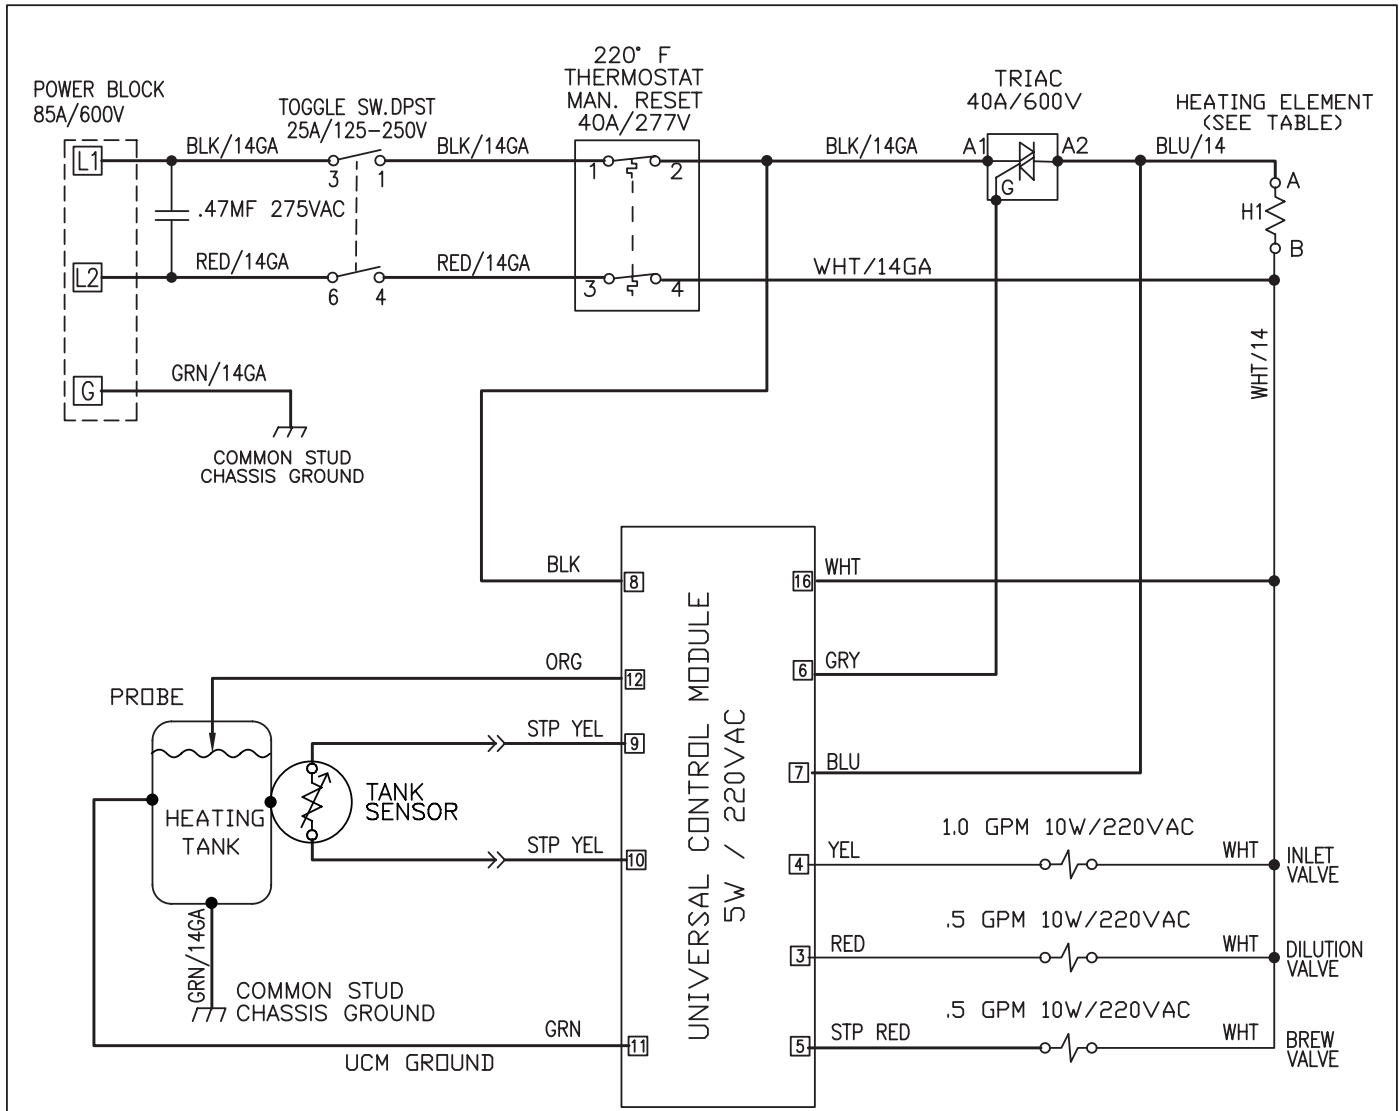 220° F
THERMOSTAT
MAN. RESET
40A/277V
POWER BLOCK
85A/600V
TOGGLE SW.DPST
25A/125-250V
TRIAC
40A/600V
HEATING ELEMENT
(SEE TABLE)
L1
BLK/14GA
3
1
BLK/14GA
1
2
BLK/14GA
A1
A2
G
BLU/14
A
H1
B
.47MF 275VAC
L2
RED/14GA
6
4
RED/14GA
3
4
WHT/14GA
WHT/14
G
GRN/14GA
COMMON STUD
CHASSIS GROUND
BLK
8
UNIVERSAL CONTROL MODULE
5W / 220VAC
16
WHT
ORG
12
6
GRY
PROBE
STP YEL
9
7
BLU
TANK
SENSOR
HEATING
TANK
STP YEL
10
1.0 GPM 10W/220VAC
4
YEL
WHT
INLET
VALVE
GRN/14GA
.5 GPM 10W/220VAC
3
RED
WHT
DILUTION
VALVE
COMMON STUD
CHASSIS GROUND
.5 GPM 10W/220VAC
GRN
11
UCM GROUND
5
STP RED
WHT
BREW
VALVE